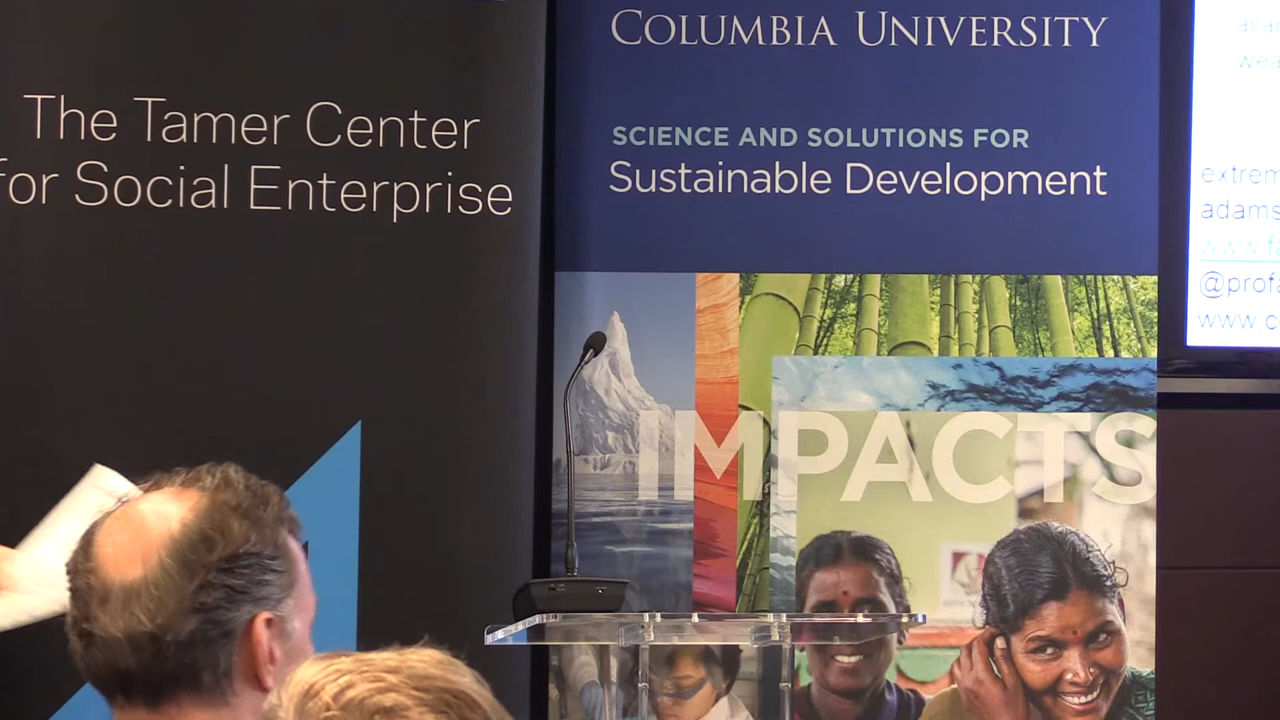 The Tamer Center
for Social Enterprise
COLUMBIA UNIVERSITY
SCIENCE AND SOLUTIONS FOR
Sustainable Development
IMPACTS